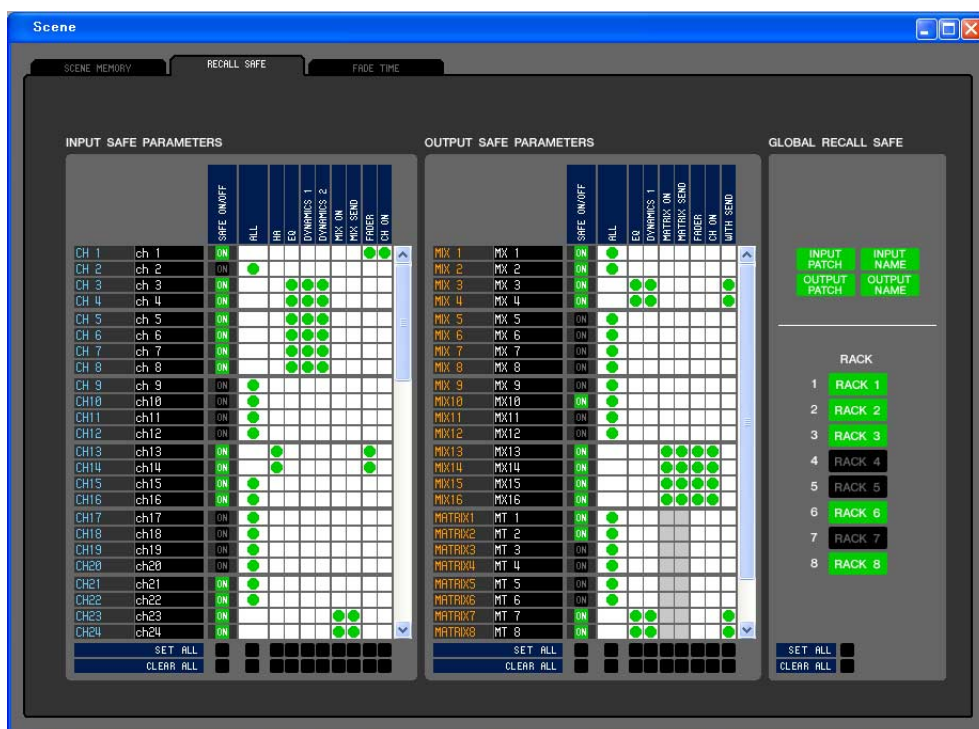 Scene
SCENE MEMORY RECALL SAFE FADE TIME
INPUT SAFE PARAMETERS OUTPUT SAFE PARAMETERS GLOBAL RECALL SAFE
SAFE ON/OFF ALL HA EQ DYNAMICS 1 DYNAMICS 2 MIX ON MIX SEND FADER CH ON SAFE ON/OFF ALL EQ DYNAMICS 1 MATRIX ON MATRIX SEND FADER CH ON WITH SEND
CH 1 ch 1 ON MIX 1 MX 1 ON
CH 2 ch 2 ON MIX 2 MX 2 ON
CH 3 ch 3 ON MIX 3 MX 3 ON
CH 4 ch 4 ON MIX 4 MX 4 ON
CH 5 ch 5 ON MIX 5 MX 5 ON
CH 6 ch 6 ON MIX 6 MX 6 ON
CH 7 ch 7 ON MIX 7 MX 7 ON
CH 8 ch 8 ON MIX 8 MX 8 ON
CH 9 ch 9 ON MIX 9 MX 9 ON
CH10 ch10 ON MIX10 MX10 ON
CH11 ch11 ON MIX11 MX11 ON
CH12 ch12 ON MIX12 MX12 ON
CH13 ch13 ON MIX13 MX13 ON
CH14 ch14 ON MIX14 MX14 ON
CH15 ch15 ON MIX15 MX15 ON
CH16 ch16 ON MIX16 MX16 ON
CH17 ch17 ON MATRIX1 MT 1 ON
CH18 ch18 ON MATRIX2 MT 2 ON
CH19 ch19 ON MATRIX3 MT 3 ON
CH20 ch20 ON MATRIX4 MT 4 ON
CH21 ch21 ON MATRIX5 MT 5 ON
CH22 ch22 ON MATRIX6 MT 6 ON
CH23 ch23 ON MATRIX7 MT 7 ON
CH24 ch24 ON MATRIX8 MT 8 ON
SET ALL SET ALL SET ALL
CLEAR ALL CLEAR ALL CLEAR ALL
INPUT PATCH INPUT NAME
OUTPUT PATCH OUTPUT NAME
RACK
1 RACK 1
2 RACK 2
3 RACK 3
4 RACK 4
5 RACK 5
6 RACK 6
7 RACK 7
8 RACK 8